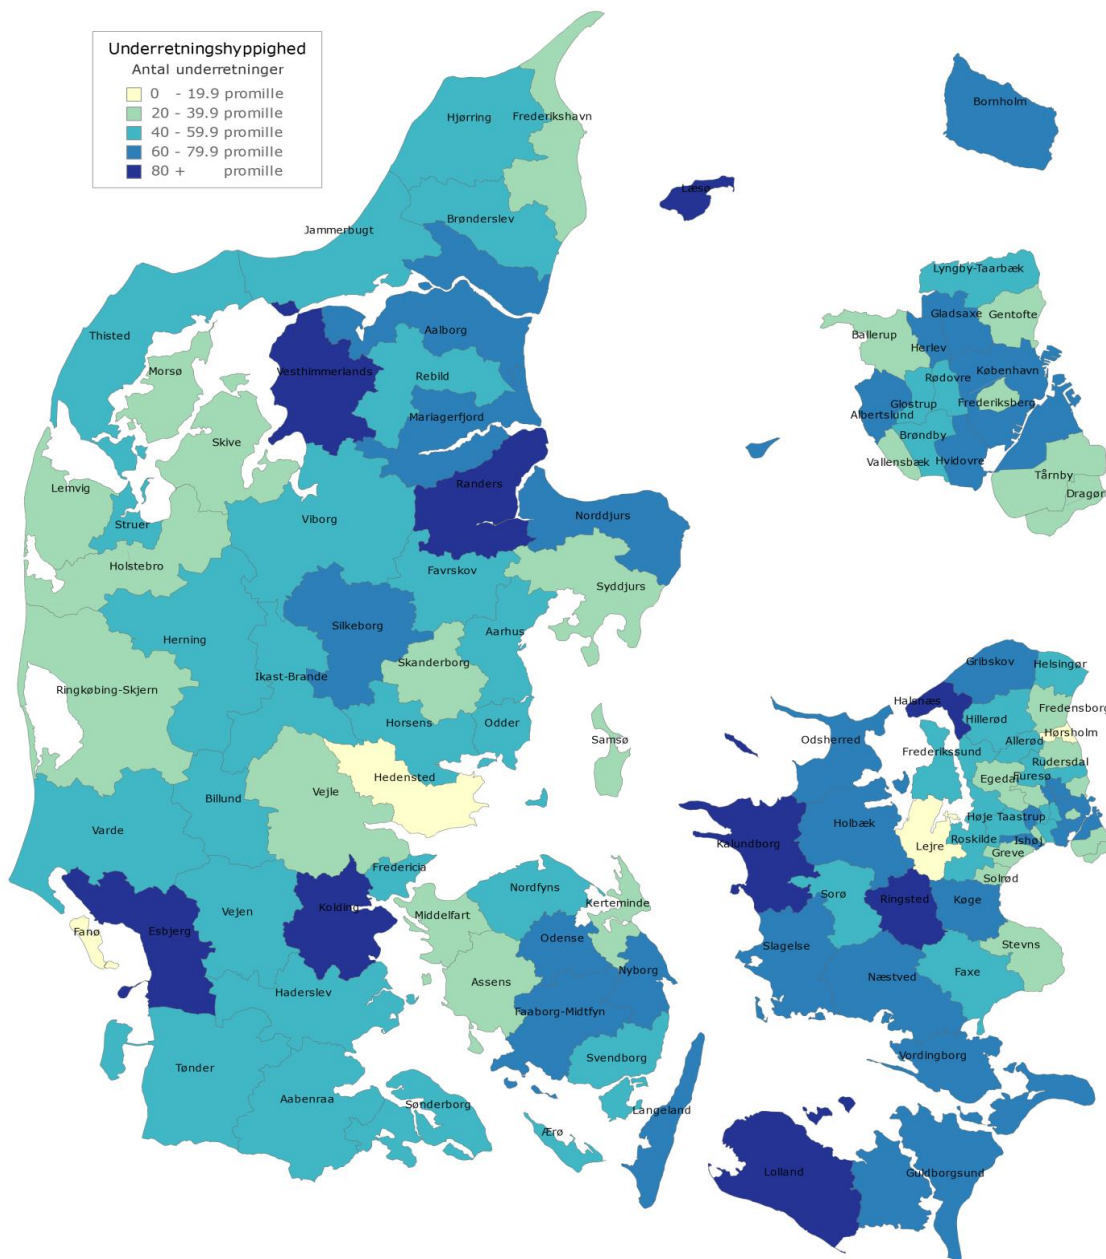 Underretningshyppighed
Antal underretninger
0 - 19.9 promille
20 - 39.9 promille
40 - 59.9 promille
60 - 79.9 promille
80 + promille
Hjørring
Frederikshavn
Brønderslev
Jammerbugt
Læsø
Bornholm
Thisted
Morsø
Vesthimmerlands
Aalborg
Rebild
Mariagerfjord
Skive
Lemvig
Struer
Holstebro
Viborg
Randers
Norddjurs
Favrskov
Syddjurs
Silkeborg
Aarhus
Herning
Skanderborg
Ikast-Brande
Ringkøbing-Skjern
Horsens
Odder
Samsø
Hedensted
Vejle
Billund
Varde
Fredericia
Kolding
Vejen
Esbjerg
Fanø
Haderslev
Tønder
Aabenraa
Sønderborg
Middelfart
Nordfyns
Kerteminde
Odense
Nyborg
Assens
Faaborg-Midtfyn
Svendborg
Langeland
Ærø
Lyngby-Taarbæk
Gladsaxe
Gentofte
Ballerup
Herlev
København
Rødovre
Frederiksberg
Glostrup
Albertslund
Brøndby
Vallensbæk
Hvidovre
Tårnby
Dragør
Gribskov
Helsingør
Halsnæs
Fredensborg
Hillerød
Hørsholm
Allerød
Frederikssund
Odsherred
Rudersdal
Egedal
Furesø
Holbæk
Høje Taastrup
Kalundborg
Lejre
Roskilde
Ishøj
Greve
Solrød
Sorø
Ringsted
Køge
Slagelse
Stevns
Næstved
Faxe
Vordingborg
Lolland
Guldborgsund